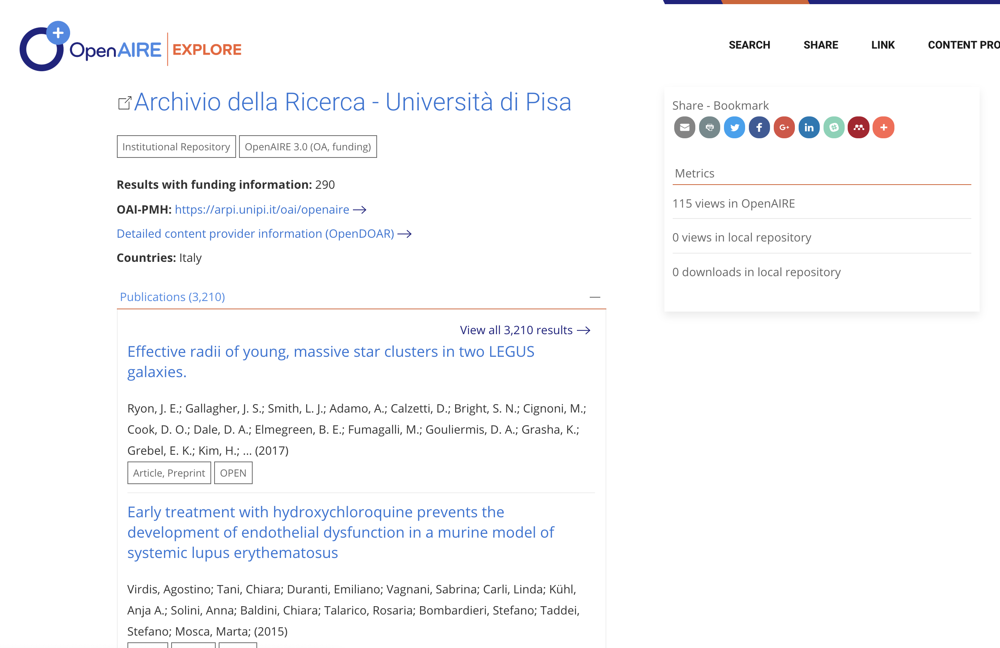 OpenAIRE | EXPLORE
SEARCH SHARE LINK CONTENT PRO
Archivio della Ricerca - Università di Pisa
Institutional Repository OpenAIRE 3.0 (OA, funding)
Results with funding information: 290
OAI-PMH: https://arpi.unipi.it/oai/openaire
Detailed content provider information (OpenDOAR)
Countries: Italy
Publications (3,210)
View all 3,210 results
Effective radii of young, massive star clusters in two LEGUS
galaxies.
Ryon, J. E.; Gallagher, J. S.; Smith, L. J.; Adamo, A.; Calzetti, D.; Bright, S. N.; Cignoni, M.;
Cook, D. O.; Dale, D. A.; Elmegreen, B. E.; Fumagalli, M.; Gouliermis, D. A.; Grasha, K.;
Grebel, E. K.; Kim, H.; ... (2017)
Article, Preprint OPEN
Early treatment with hydroxychloroquine prevents the
development of endothelial dysfunction in a murine model of
systemic lupus erythematosus
Virdis, Agostino; Tani, Chiara; Duranti, Emiliano; Vagnani, Sabrina; Carli, Linda; Kühl,
Anja A.; Solini, Anna; Baldini, Chiara; Talarico, Rosaria; Bombardieri, Stefano; Taddei,
Stefano; Mosca, Marta; (2015)
Share - Bookmark
Metrics
115 views in OpenAIRE
0 views in local repository
0 downloads in local repository